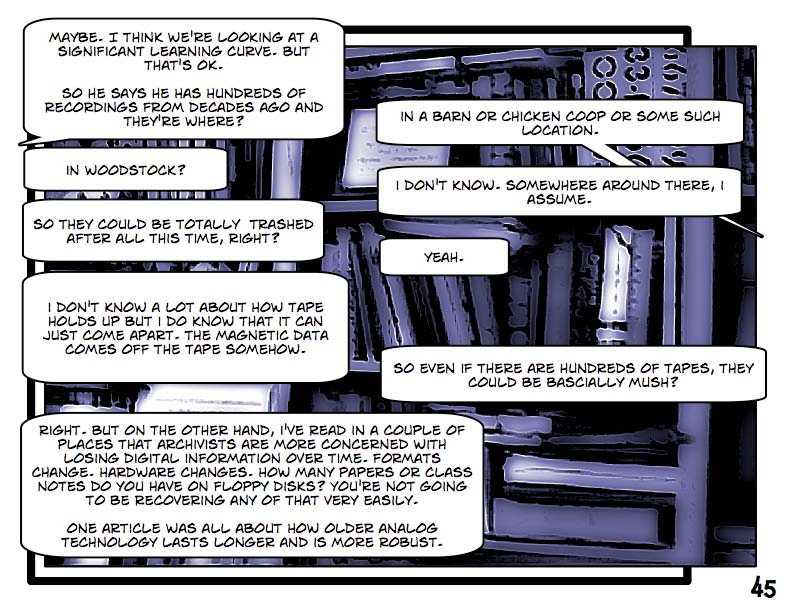 MAYBE. I THINK WE'RE LOOKING AT A
SIGNIFICANT LEARNING CURVE. BUT
THAT'S OK.
SO HE SAYS HE HAS HUNDREDS OF
RECORDINGS FROM DECADES AGO AND
THEY'RE WHERE?
IN A BARN OR CHICKEN COOP OR SOME SUCH
LOCATION.
IN WOODSTOCK?
I DON'T KNOW. SOMEWHERE AROUND THERE, I
ASSUME.
SO THEY COULD BE TOTALLY TRASHED
AFTER ALL THIS TIME, RIGHT?
YEAH.
I DON'T KNOW A LOT ABOUT HOW TAPE
HOLDS UP BUT I DO KNOW THAT IT CAN
JUST COME APART. THE MAGNETIC DATA
COMES OFF THE TAPE SOMEHOW.
SO EVEN IF THERE ARE HUNDREDS OF TAPES, THEY
COULD BE BASCIALLY MUSH?
RIGHT. BUT ON THE OTHER HAND, I'VE READ IN A COUPLE OF
PLACES THAT ARCHIVISTS ARE MORE CONCERNED WITH
LOSING DIGITAL INFORMATION OVER TIME. FORMATS
CHANGE. HARDWARE CHANGES. HOW MANY PAPERS OR CLASS
NOTES DO YOU HAVE ON FLOPPY DISKS? YOU'RE NOT GOING
TO BE RECOVERING ANY OF THAT VERY EASILY.
ONE ARTICLE WAS ALL ABOUT HOW OLDER ANALOG
TECHNOLOGY LASTS LONGER AND IS MORE ROBUST.
45